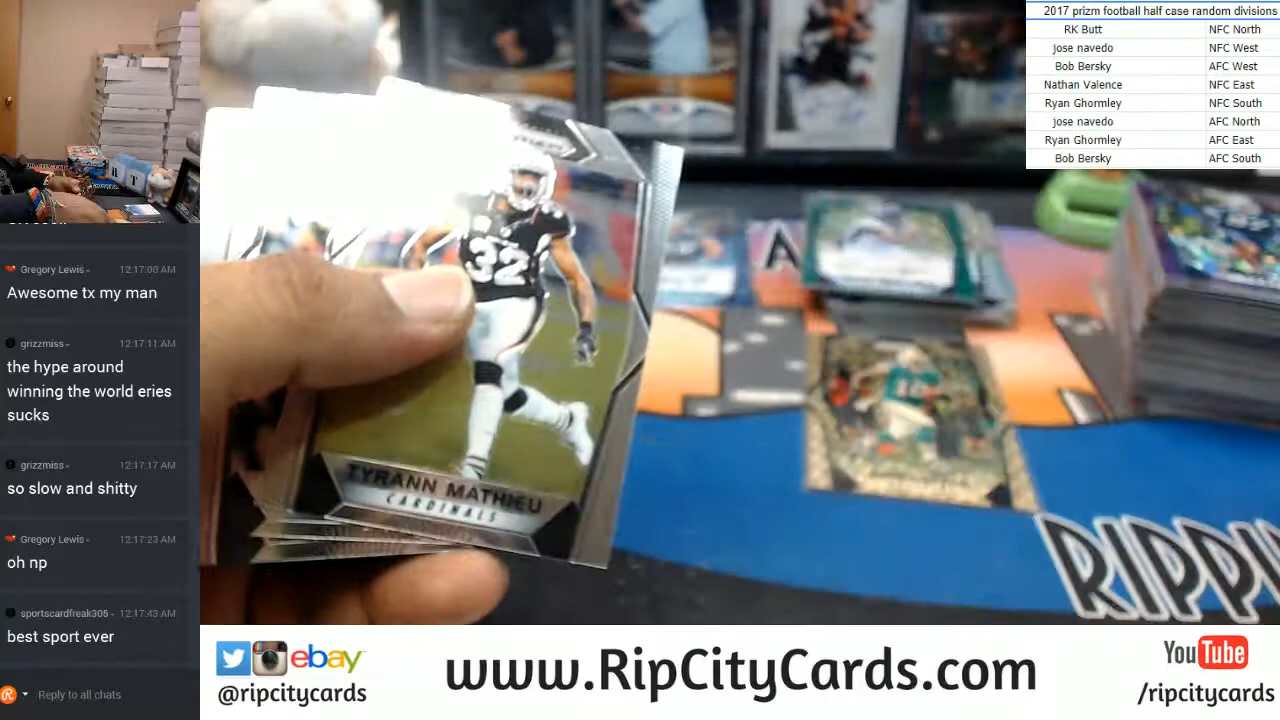 2017 prizm football half case random divisions
RK Butt NFC North
jose navedo NFC West
Bob Bersky AFC West
Nathan Valence NFC East
Ryan Ghormley NFC South
jose navedo AFC North
Ryan Ghormley AFC East
Bob Bersky AFC South
Gregory Lewis 12:17:00 AM
Awesome tx my man
grizzmiss 12:17:11 AM
the hype around
winning the world eries
sucks
grizzmiss 12:17:17 AM
so slow and shitty
Gregory Lewis 12:17:23 AM
oh np
sportscardfreak305 12:17:43 AM
best sport ever
Reply to all chats
32
TYRANN MATHIEU
CARDINALS
A
RIPPI
ebay
@ripcitycards
www.RipCityCards.com
YouTube
/ripcitycards